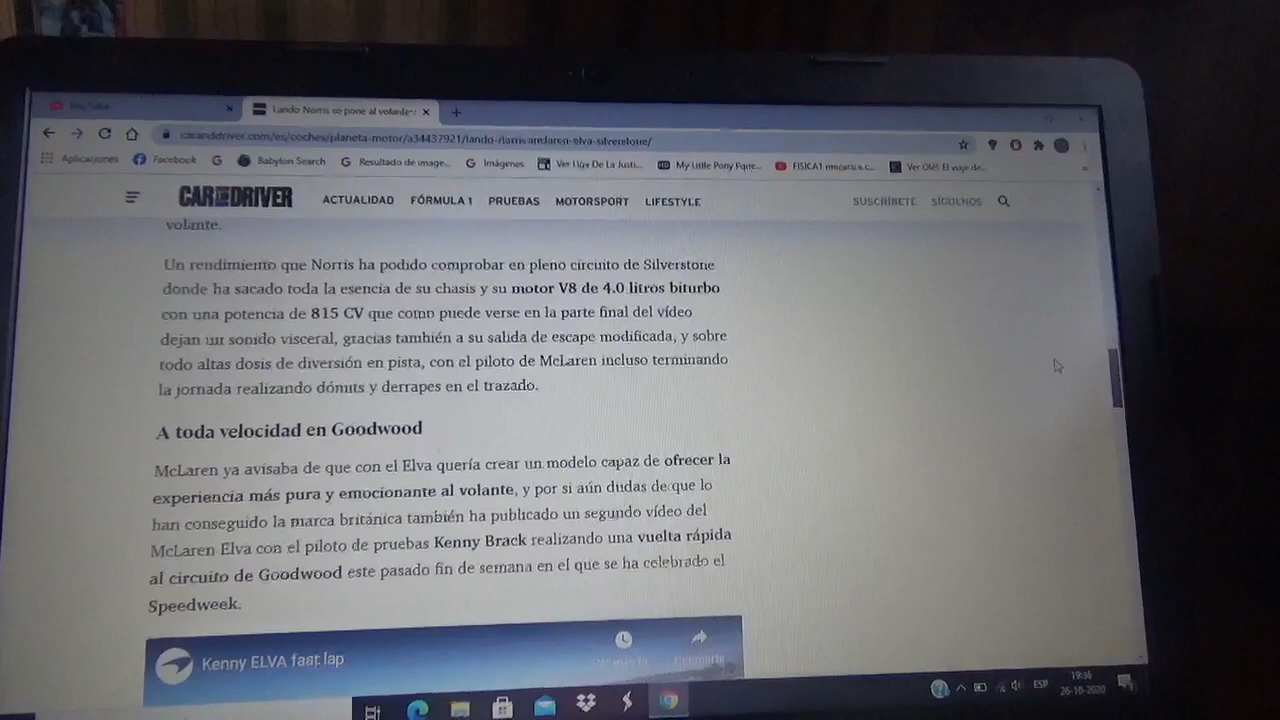 Lando Norris se pone al volante
caranddriver.com/es/coches/planeta-motor/a34437921/lando-
Aplicaciones
Facebook
Babylon Search
Resultado de image...
Imágenes
Ver De La Justi...
My Little Pony
FISICA1
Ver Olé! El viaje de...
CAR AND DRIVER
ACTUALIDAD
FÓRMULA 1
PRUEBAS
MOTORSPORT
LIFESTYLE
SUSCRÍBETE
SÍGUENOS
volante.
Un rendimiento que Norris ha podido comprobar en pleno circuito de Silverstone
donde ha sacado toda la esencia de su chasis y su motor V8 de 4.0 litros biturbo
con una potencia de 815 CV que como puede verse en la parte final del vídeo
dejan un sonido visceral, gracias también a su salida de escape modificada, y sobre
todo altas dosis de diversión en pista, con el piloto de McLaren incluso terminando
la jornada realizando dómits y derrapes en el trazado.
A toda velocidad en Goodwood
McLaren ya avisaba de que con el Elva quería crear un modelo capaz de ofrecer la
experiencia más pura y emocionante al volante, y por si aún dudas de que lo
han conseguido la marca británica también ha publicado un segundo vídeo del
McLaren Elva con el piloto de pruebas Kenny Brack realizando una vuelta rápida
al circuito de Goodwood este pasado fin de semana en el que se ha celebrado el
Speedweek.
Kenny ELVA fast lap
ESP
19:36
26-10-2020